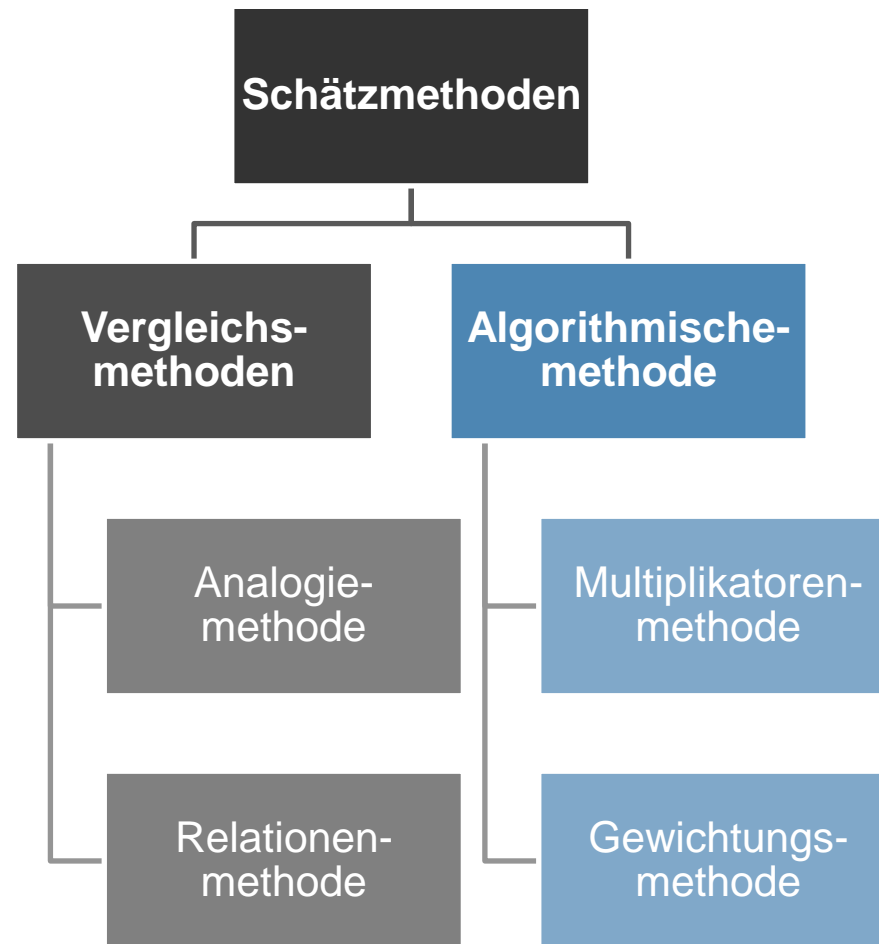 Schätzmethoden
Vergleichs-
methoden
Algorithmische-
methode
Analogie-
methode
Multiplikatoren-
methode
Relationen-
methode
Gewichtungs-
methode